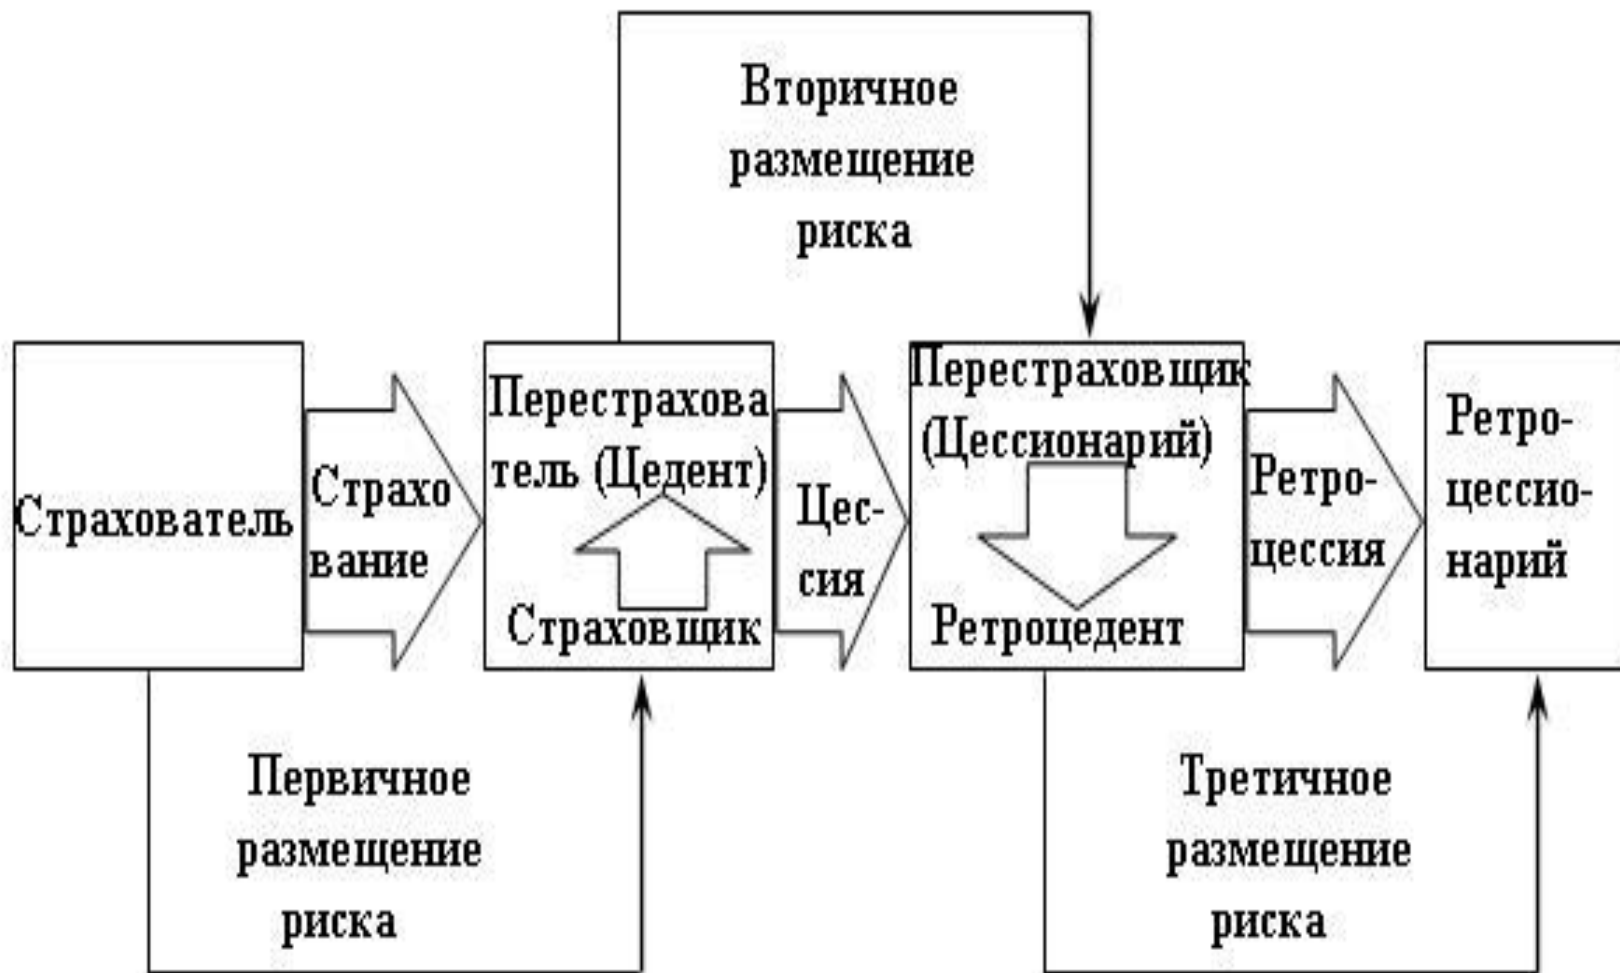 Вторичное
размещение
риска
Страхователь
Страхо
вание
Перестрахова
тель (Цедент)
Страховщик
Цес-
сия
Перестраховщик
(Цессионарий)
Ретроцедент
Ретро-
цессия
Ретро-
цессио-
нарий
Первичное
размещение
риска
Третичное
размещение
риска